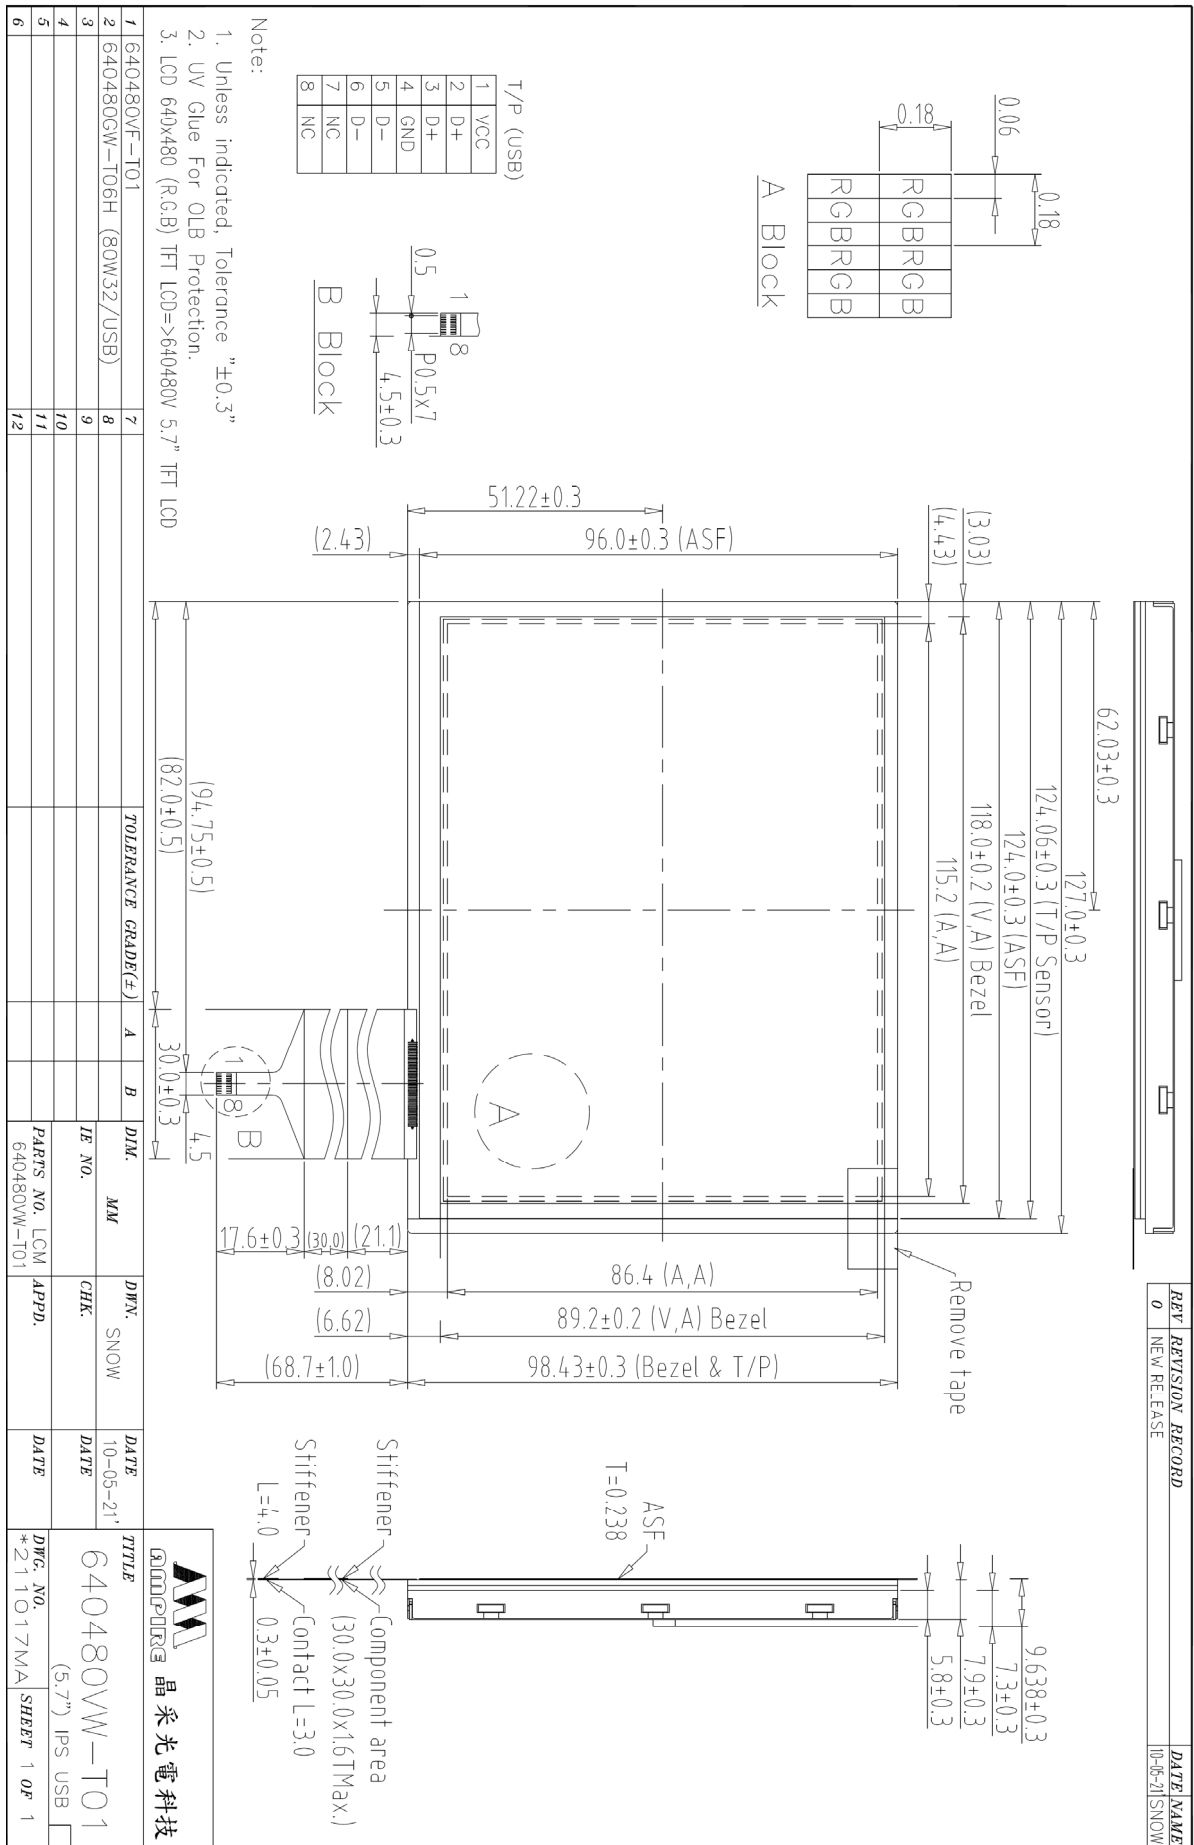 REV REVISION RECORD DATE NAME
0 NEW RELEASE 10-05-21' SNOW
0.06
0.18
0.18
R G B R G B
R G B R G B
A Block
T/P (USB)
1 VCC
2 D+
3 D+
4 GND
5 D-
6 D-
7 NC
8 NC
0.5
1
8
P0.5x7
4.5±0.3
B Block
Note:
1. Unless indicated, Tolerance "±0.3"
2. UV Glue For OLB Protection.
3. LCD 640x480 (R.G.B) TFT LCD=>640480V 5.7" TFT LCD
62.03±0.3
127.0±0.3
124.06±0.3 (T/P Sensor)
124.0±0.3 (ASF)
118.0±0.2 (V,A) Bezel
115.2 (A,A)
(3.03)
(4.43)
96.0±0.3 (ASF)
51.22±0.3
(2.43)
Remove tape
A
86.4 (A,A)
(8.02)
89.2±0.2 (V,A) Bezel
(6.62)
98.43±0.3 (Bezel & T/P)
(68.7±1.0)
(21.1)
(30.0)
17.6±0.3
1
8
B
4.5
30.0±0.3
(94.75±0.5)
(82.0±0.5)
9.638±0.3
7.3±0.3
7.9±0.3
5.8±0.3
ASF
T=0.238
Stiffener
Component area
(30.0x30.0x1.6TMax.)
Stiffener
L=4.0
Contact L=3.0
0.3±0.05
1 640480VF-T01
2 640480GW-T06H (80W32/USB)
3
4
5
6
7
8
9
10
11
12
TOLERANCE GRADE(±) A B
DIM. MM
IE NO.
PARTS NO. LCM
640480VW-T01
DWN. SNOW
DATE 10-05-21'
CHK.
DATE
APPD.
DATE
AMPIRE 晶采光電科技
TITLE
640480VW-T01
(5.7") IPS USB
DWG. NO.
*211017MA
SHEET 1 OF 1